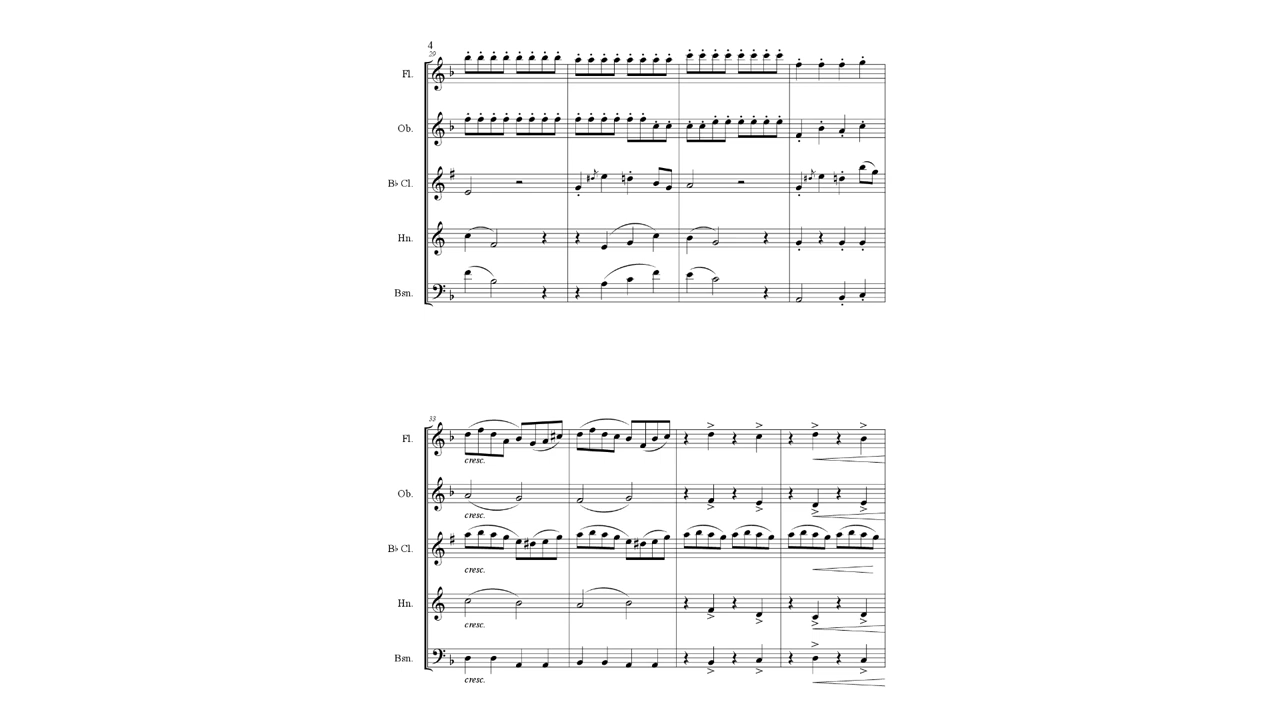 4
29
Fl.
Ob.
B♭ Cl.
Hn.
Bsn.
33
Fl.
cresc.
Ob.
cresc.
B♭ Cl.
cresc.
Hn.
cresc.
Bsn.
cresc.